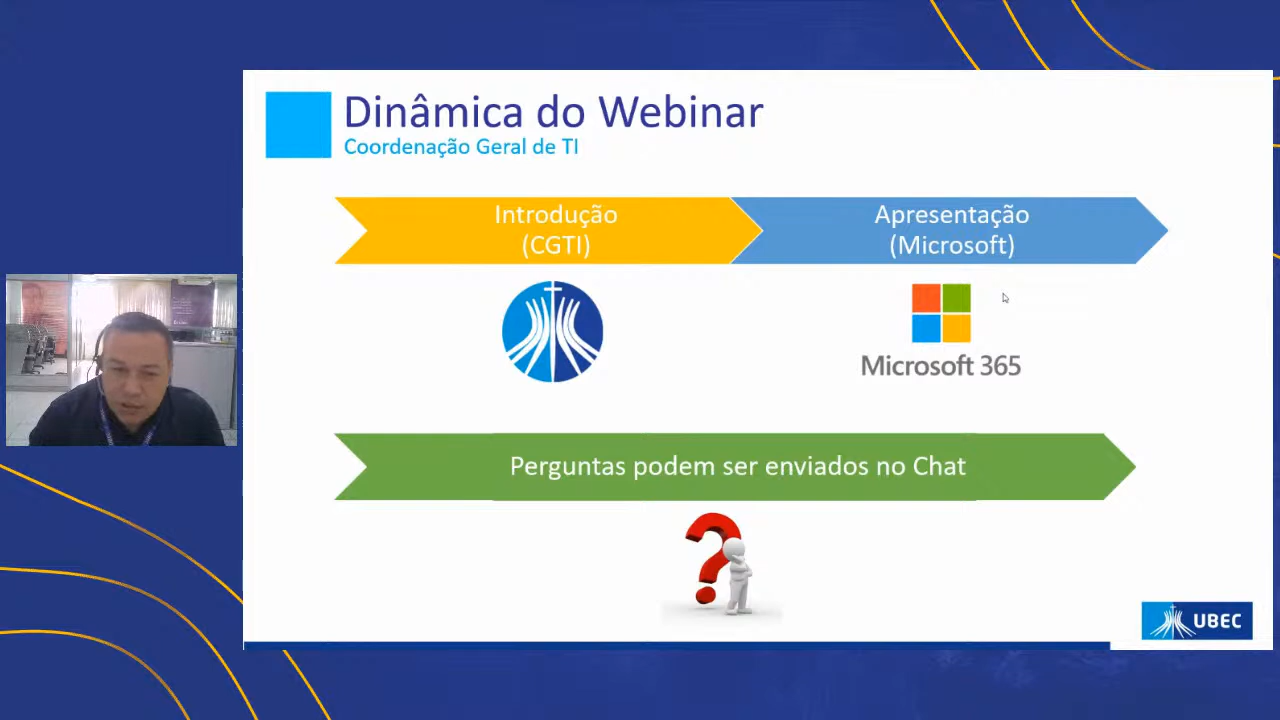 Dinâmica do Webinar
Coordenação Geral de TI
Introdução
(CGTI)
Apresentação
(Microsoft)
Microsoft 365
Perguntas podem ser enviados no Chat
UBEC